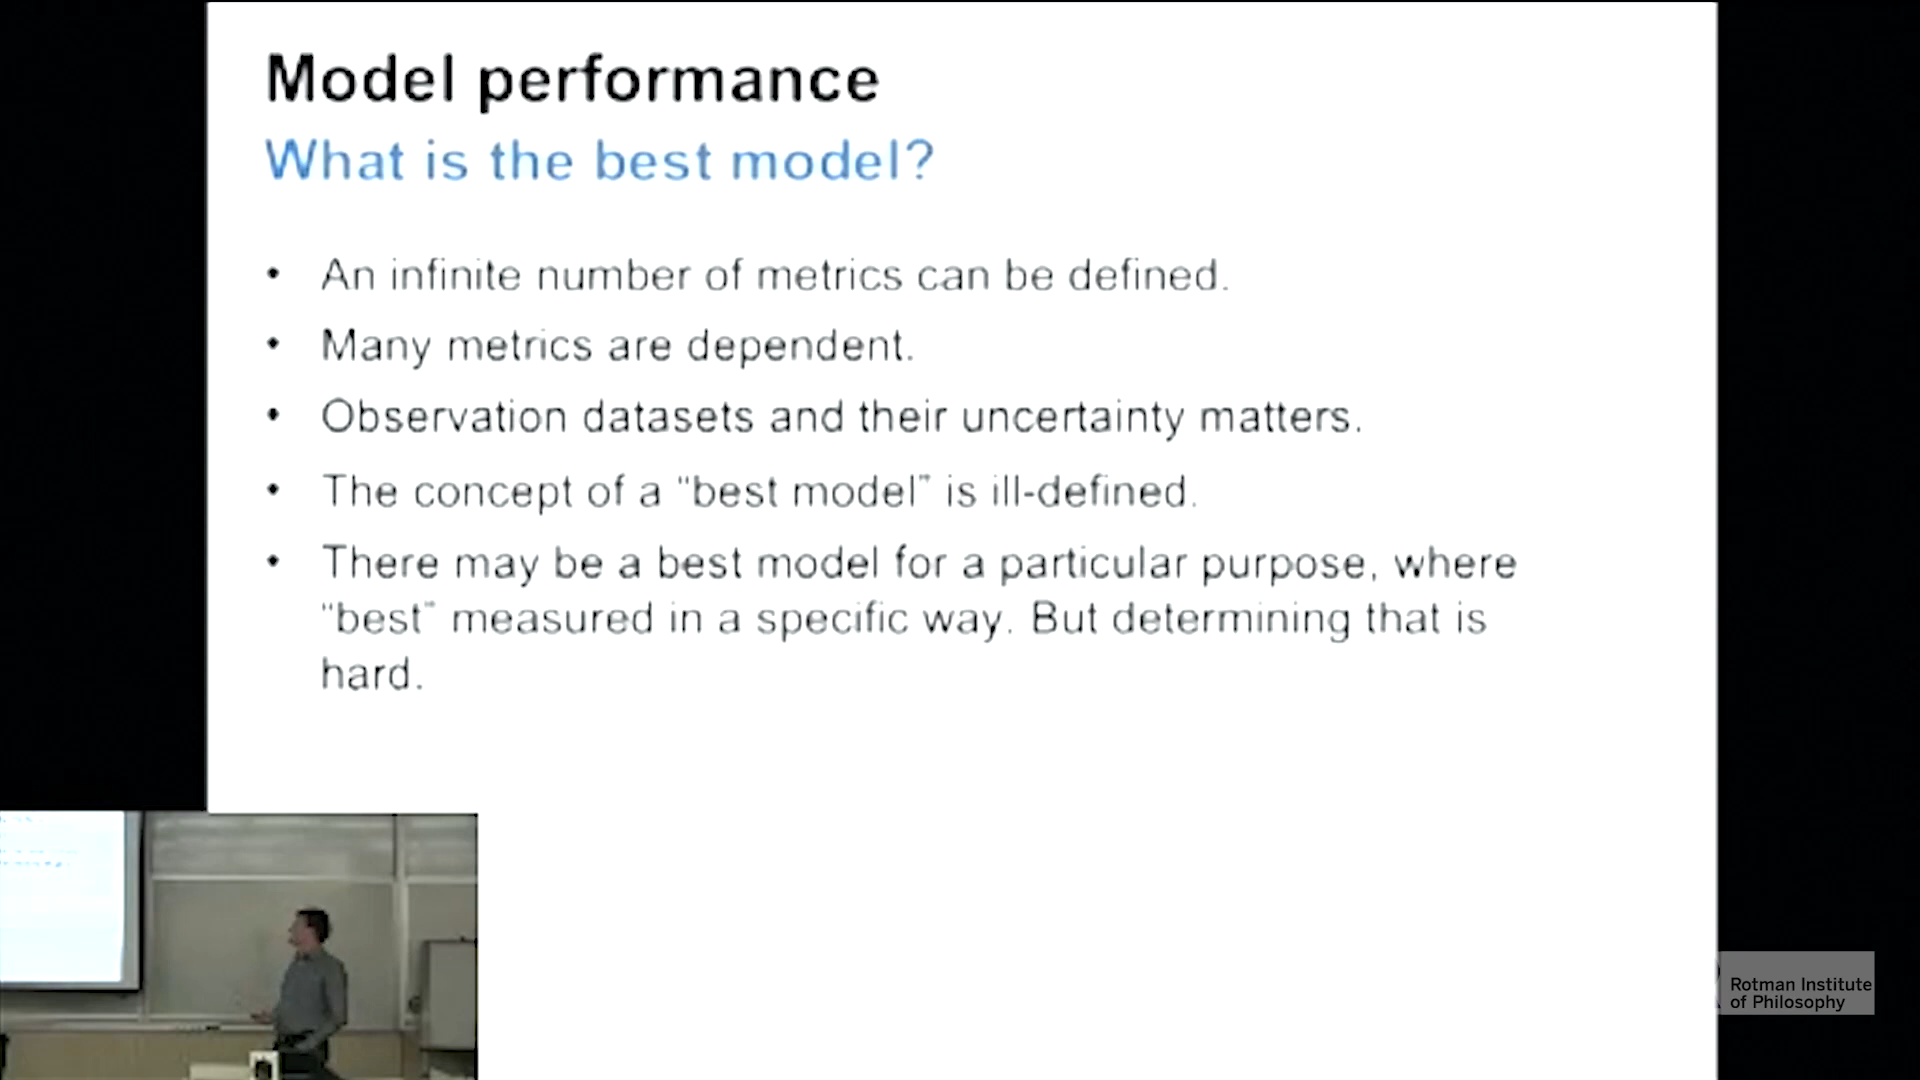 Model performance
What is the best model?
• An infinite number of metrics can be defined.
• Many metrics are dependent.
• Observation datasets and their uncertainty matters.
• The concept of a "best model" is ill-defined.
• There may be a best model for a particular purpose, where
"best" measured in a specific way. But determining that is
hard.
Rotman Institute
of Philosophy